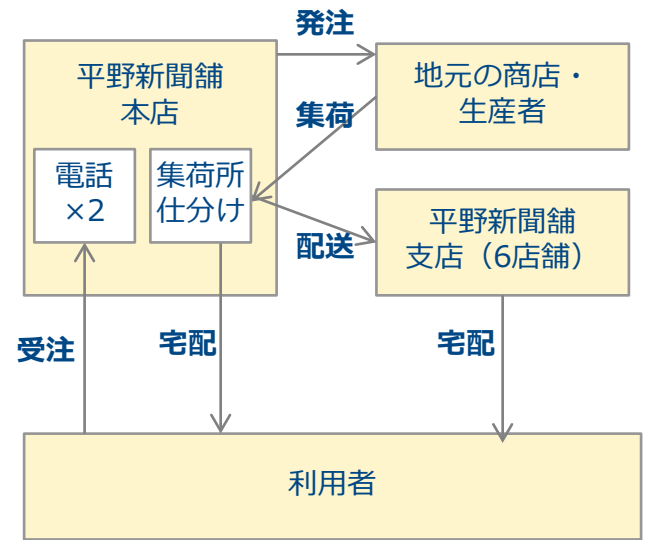 発注
平野新聞舗
本店
地元の商店・
生産者
集荷
電話
×2
集荷所
仕分け
平野新聞舗
支店（6店舗）
配送
受注
宅配
宅配
利用者